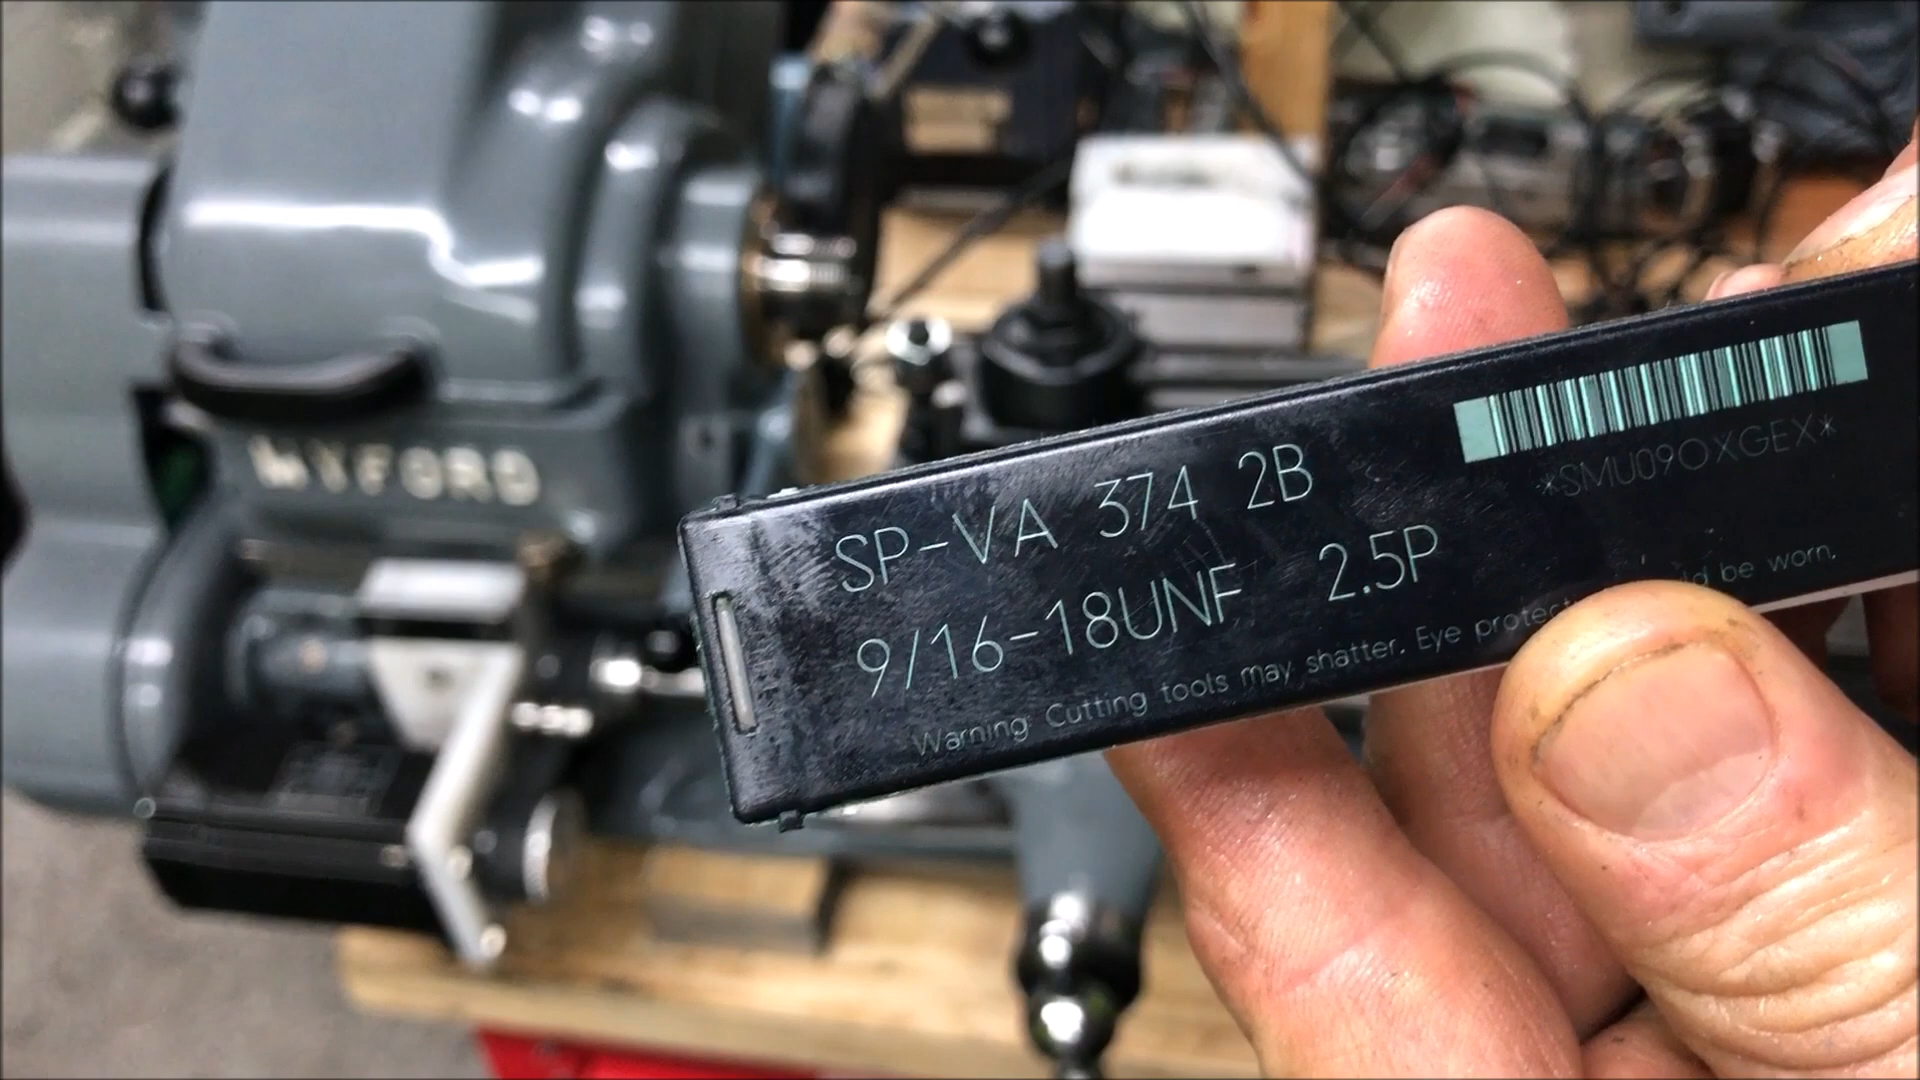 MYFORD
SP-VA 374 2B
9/16-18UNF 2.5P
Warning Cutting tools may shatter. Eye protect be worn.
*SMU09OXGEX*